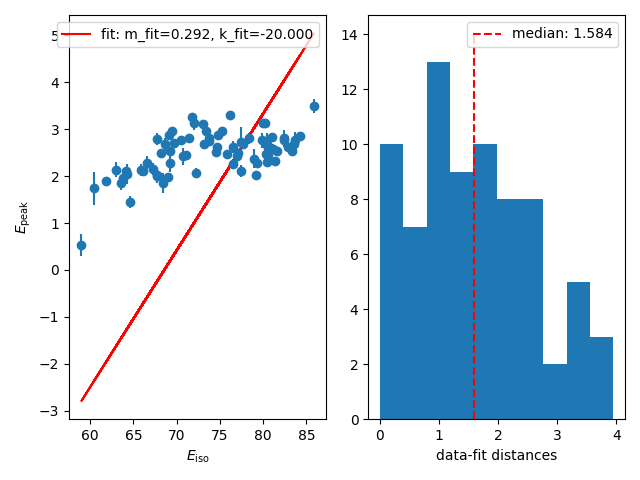 fit: m_fit=0.292, k_fit=-20.000
E_peak
5
4
3
2
1
0
−1
−2
−3
60 65 70 75 80 85
E_iso
median: 1.584
14
12
10
8
6
4
2
0
0 1 2 3 4
data-fit distances